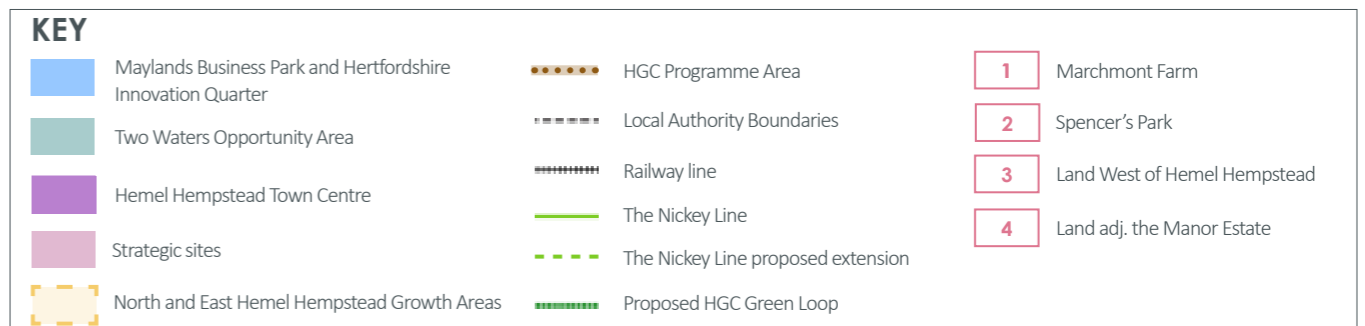 KEY
Maylands Business Park and Hertfordshire
Innovation Quarter
Two Waters Opportunity Area
Hemel Hempstead Town Centre
Strategic sites
North and East Hemel Hempstead Growth Areas
HGC Programme Area
Local Authority Boundaries
Railway line
The Nickey Line
The Nickey Line proposed extension
Proposed HGC Green Loop
1 Marchmont Farm
2 Spencer’s Park
3 Land West of Hemel Hempstead
4 Land adj. the Manor Estate